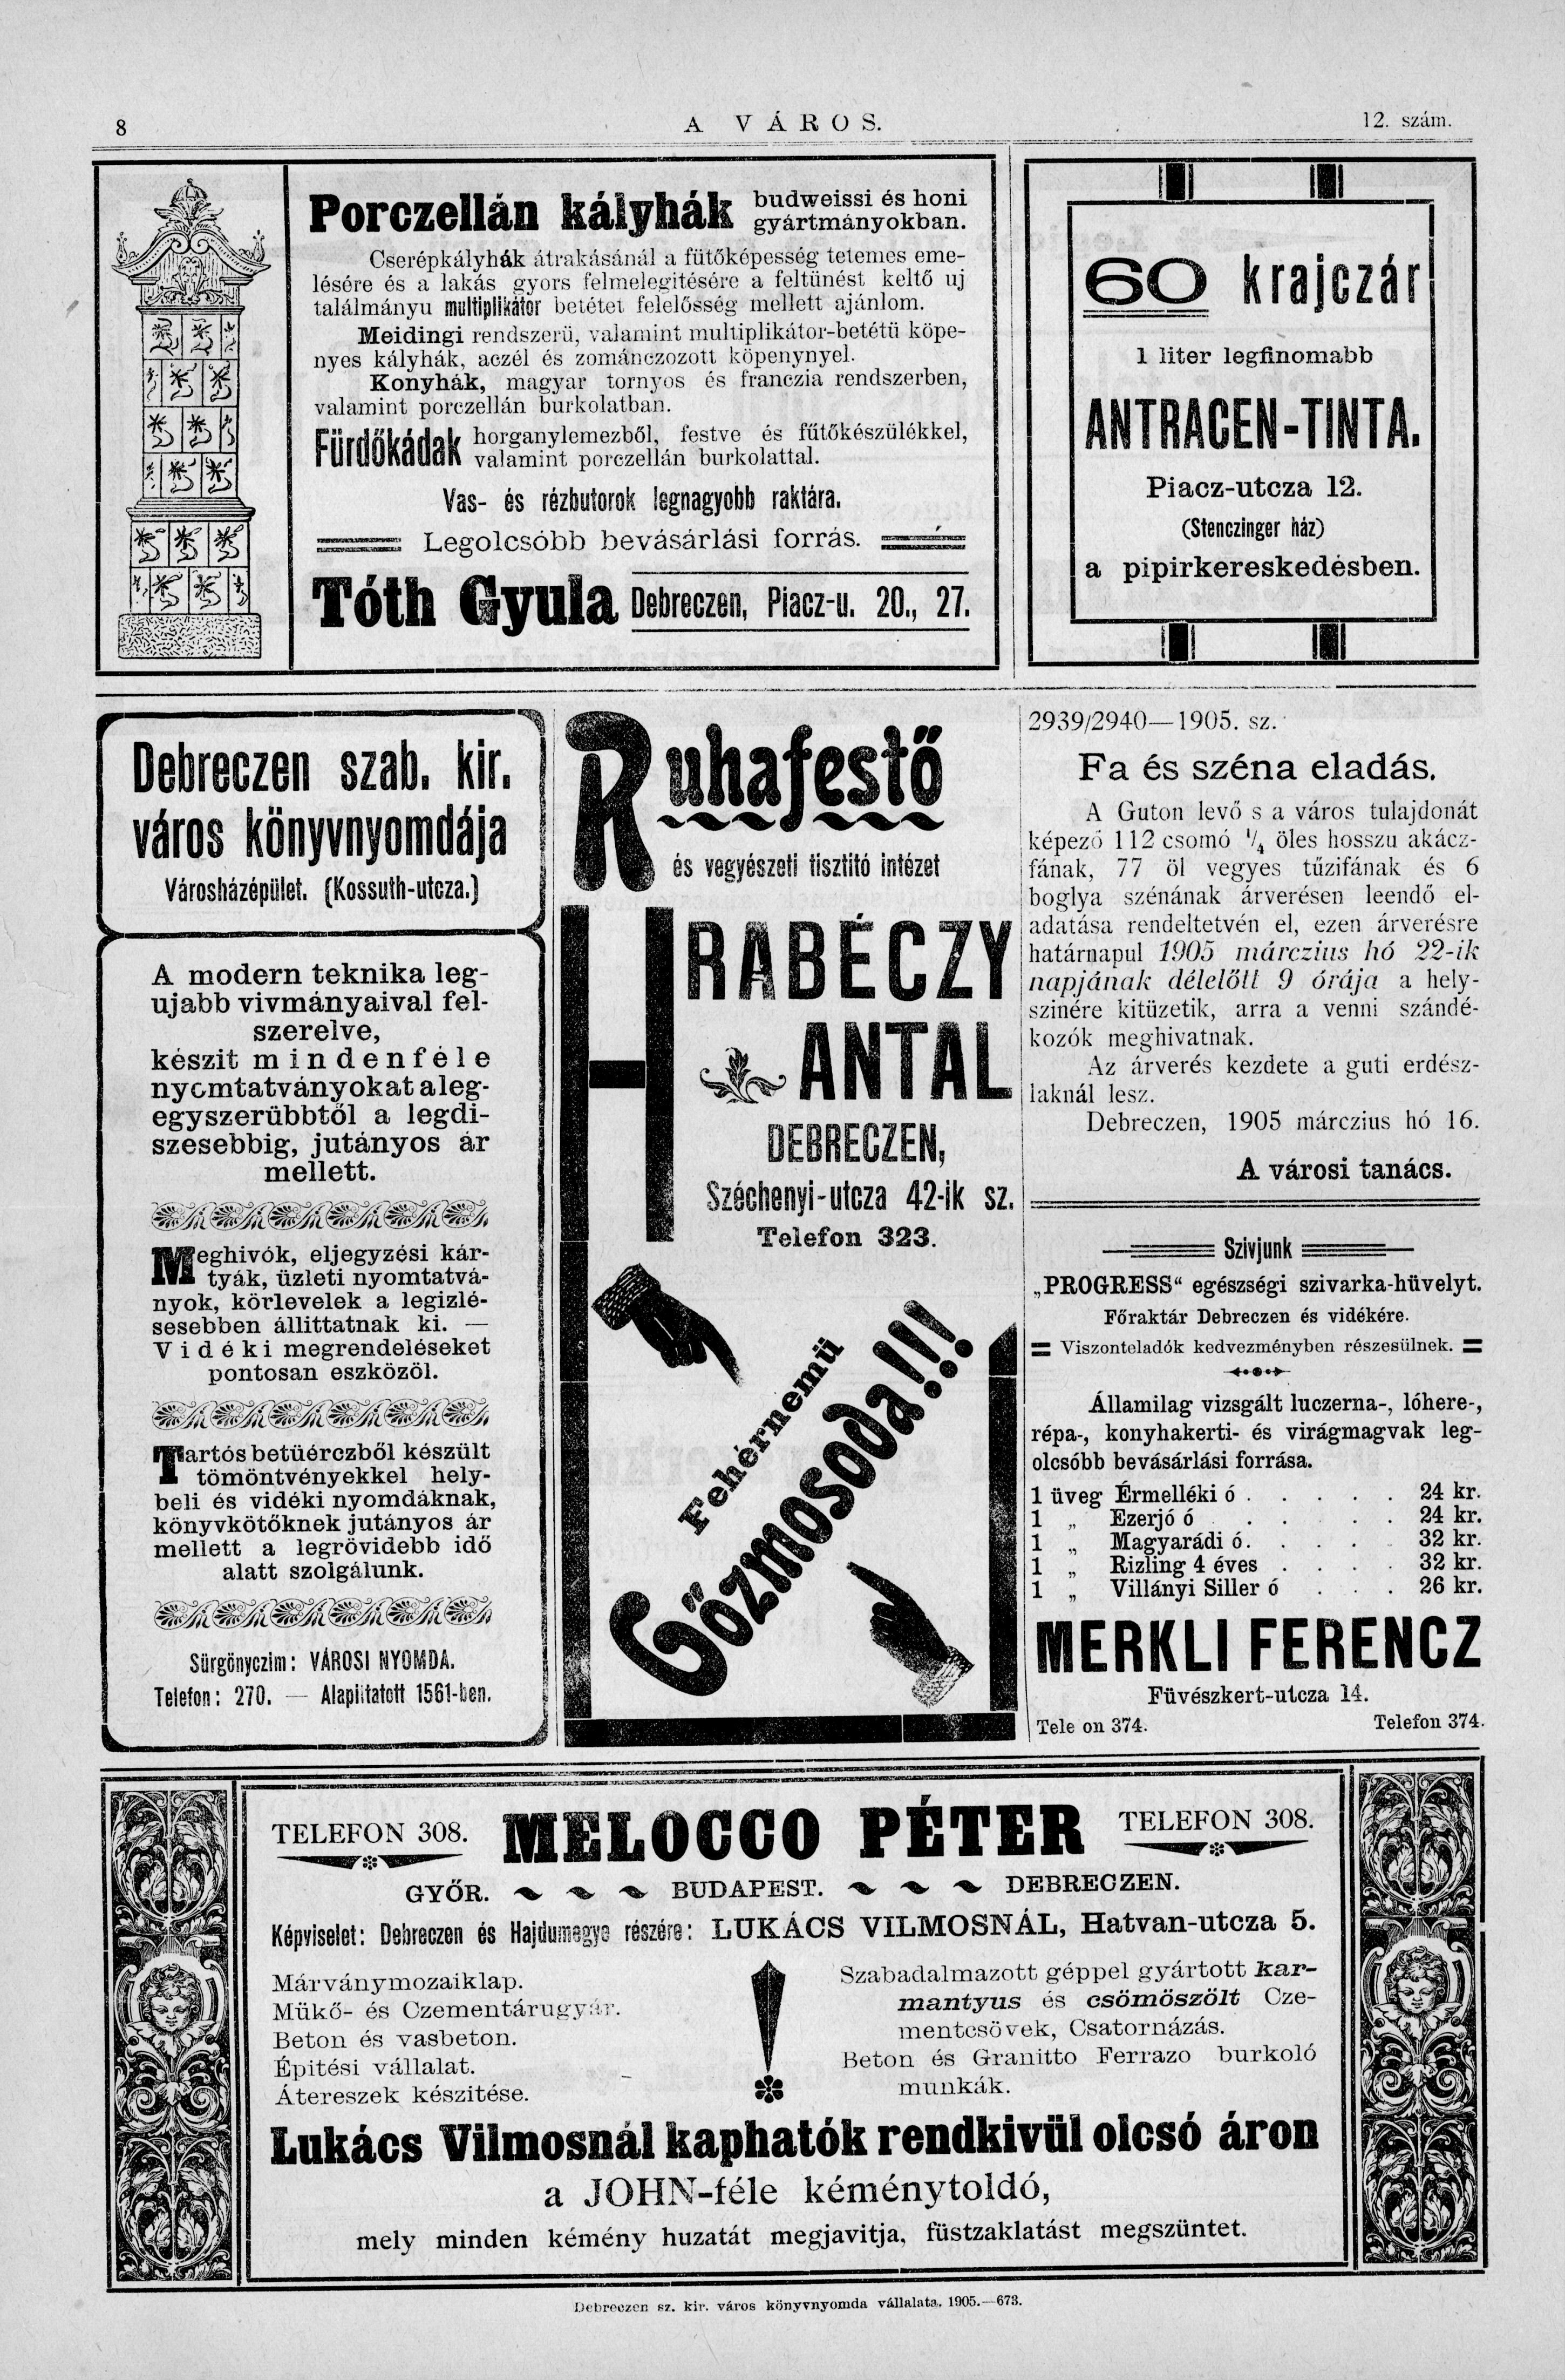 8
A VÁROS.
12. szám.
Porczellán kályhák budweissi és honi
gyártmányokban.
Cserépkályhák átrakásánál a fütőképesség tetemes eme-
lésére és a lakás gyors felmelegitésére a feltünést keltő uj
találmányu multiplikátor betétet felelősség mellett ajánlom.
Meidingi rendszerü, valamint multiplikátor-betétü köpe-
nyes kályhák, aczél és zománczozott köpenynyel.
Konyhák, magyar tornyos és franczia rendszerben,
valamint porczellán burkolatban.
Fürdőkádak horganylemezből, festve és fűtőkészülékkel,
valamint porczellán burkolattal.
Vas- és rézbutorok legnagyobb raktára.
Legolcsóbb bevásárlási forrás.
Tóth Gyula Debreczen, Piacz-u. 20., 27.
60 krajczár
1 liter legfinomabb
ANTRACEN-TINTA.
Piacz-utcza 12.
(Stenczinger ház)
a pipirkereskedésben.
Debreczen szab. kir.
város könyvnyomdája
Városházépület. (Kossuth-utcza.)
A modern teknika leg-
ujabb vivmányaival fel-
szerelve,
készit mindenféle
nyomtatványokat a leg-
egyszerübbtől a legdi-
szesebbig, jutányos ár
mellett.
Meghivók, eljegyzési kár-
tyák, üzleti nyomtatvá-
nyok, körlevelek a legizlé-
sesebben állittatnak ki. —
Vidéki megrendeléseket
pontosan eszközöl.
Tartós betüérczből készült
tömöntvényekkel hely-
beli és vidéki nyomdáknak,
könyvkötőknek jutányos ár
mellett a legrövidebb idő
alatt szolgálunk.
Sürgönyczim: VÁROSI NYOMDA.
Telefon: 270. — Alapittatott 1561-ben.
Ruhafestő
és vegyészeti tisztitó intézet
HRABÉCZY
ANTAL
DEBRECZEN,
Széchenyi-utcza 42-ik sz.
Telefon 323.
Fehérnemü
Gőzmosoda!!!
2939/2940—1905. sz.
Fa és széna eladás.
A Guton levő s a város tulajdonát
képező 112 csomó 1/4 öles hosszu akácz-
fának, 77 öl vegyes tűzifának és 6
boglya szénának árverésen leendő el-
adatása rendeltetvén el, ezen árverésre
határnapul 1905 márczius hó 22-ik
napjának délelőtt 9 órája a hely-
szinére kitüzetik, arra a venni szándé-
kozók meghivatnak.
Az árverés kezdete a guti erdész-
laknál lesz.
Debreczen, 1905 márczius hó 16.
A városi tanács.
Szivjunk
„PROGRESS“ egészségi szivarka-hüvelyt.
Főraktár Debreczen és vidékére.
Viszonteladók kedvezményben részesülnek.
Államilag vizsgált luczerna-, lóhere-,
répa-, konyhakerti- és virágmagvak leg-
olcsóbb bevásárlási forrása.
1 üveg Érmelléki ó . . . . . 24 kr.
1 „ Ezerjó ó . . . . 24 kr.
1 „ Magyarádi ó. . . . . 32 kr.
1 „ Rizling 4 éves . . . . 32 kr.
1 „ Villányi Siller ó . . . 26 kr.
MERKLI FERENCZ
Füvészkert-utcza 14.
Tele on 374. Telefon 374.
TELEFON 308. MELOCCO PÉTER TELEFON 308.
GYŐR. BUDAPEST. DEBRECZEN.
Képviselet: Debreczen és Hajdumegye részére: LUKÁCS VILMOSNÁL, Hatvan-utcza 5.
Márványmozaiklap.
Mükő- és Czementárugyár.
Beton és vasbeton.
Épitési vállalat.
Átereszek készitése.
Szabadalmazott géppel gyártott kar-
mantyus és csömöszölt Cze-
mentcsövek, Csatornázás.
Beton és Granitto Ferrazo burkoló
munkák.
Lukács Vilmosnál kaphatók rendkivül olcsó áron
a JOHN-féle kéménytoldó,
mely minden kémény huzatát megjavitja, füstzaklatást megszüntet.
Debreczen sz. kir. város könyvnyomda vállalata. 1905.—673.